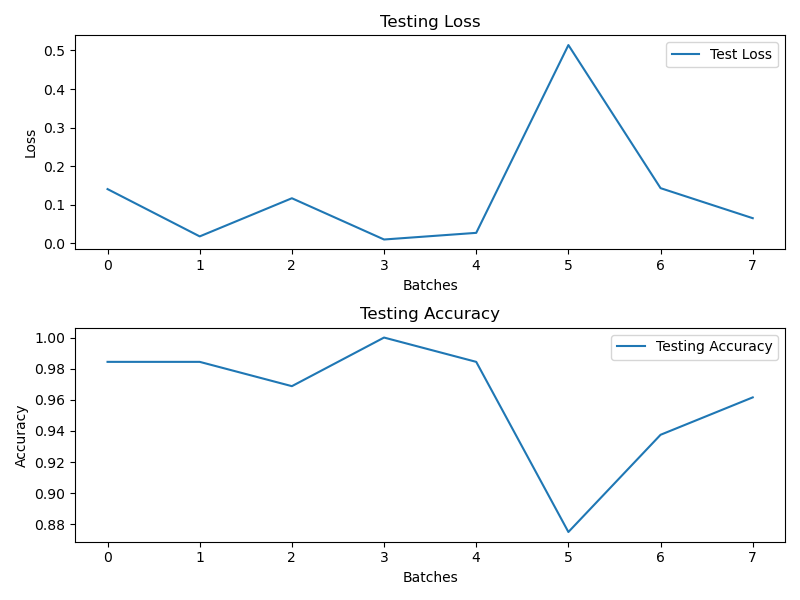 Testing Loss
Test Loss
0.5
0.4
0.3
0.2
0.1
0.0
Loss
0 1 2 3 4 5 6 7
Batches
Testing Accuracy
Testing Accuracy
1.00
0.98
0.96
0.94
0.92
0.90
0.88
Accuracy
0 1 2 3 4 5 6 7
Batches